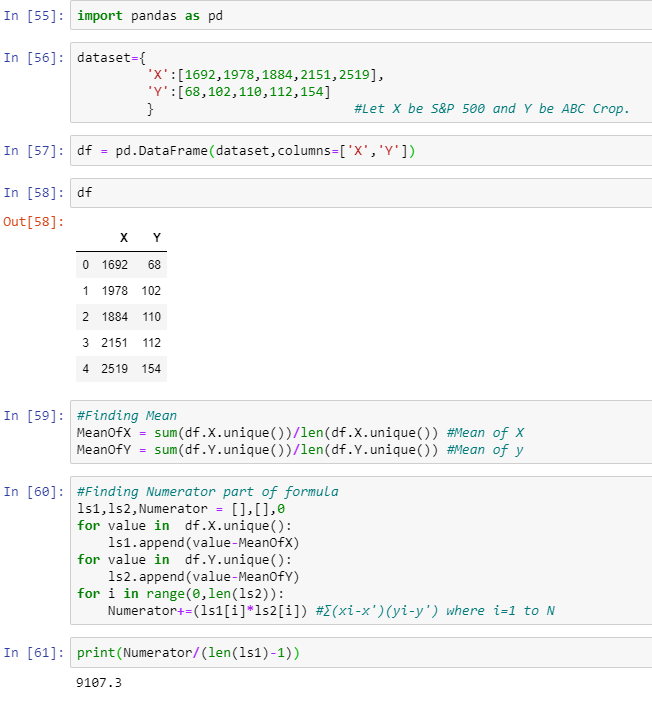 In [55]: import pandas as pd
In [56]: dataset={
'X':[1692,1978,1884,2151,2519],
'Y':[68,102,110,112,154]
} #Let X be S&P 500 and Y be ABC Crop.
In [57]: df = pd.DataFrame(dataset,columns=['X','Y'])
In [58]: df
Out[58]:
X Y
0 1692 68
1 1978 102
2 1884 110
3 2151 112
4 2519 154
In [59]: #Finding Mean
MeanOfX = sum(df.X.unique())/len(df.X.unique()) #Mean of X
MeanOfY = sum(df.Y.unique())/len(df.Y.unique()) #Mean of y
In [60]: #Finding Numerator part of formula
ls1,ls2,Numerator = [],[],0
for value in  df.X.unique():
ls1.append(value-MeanOfX)
for value in  df.Y.unique():
ls2.append(value-MeanOfY)
for i in range(0,len(ls2)):
Numerator+=(ls1[i]*ls2[i]) #Σ(xi-x')(yi-y') where i=1 to N
In [61]: print(Numerator/(len(ls1)-1))
9107.3